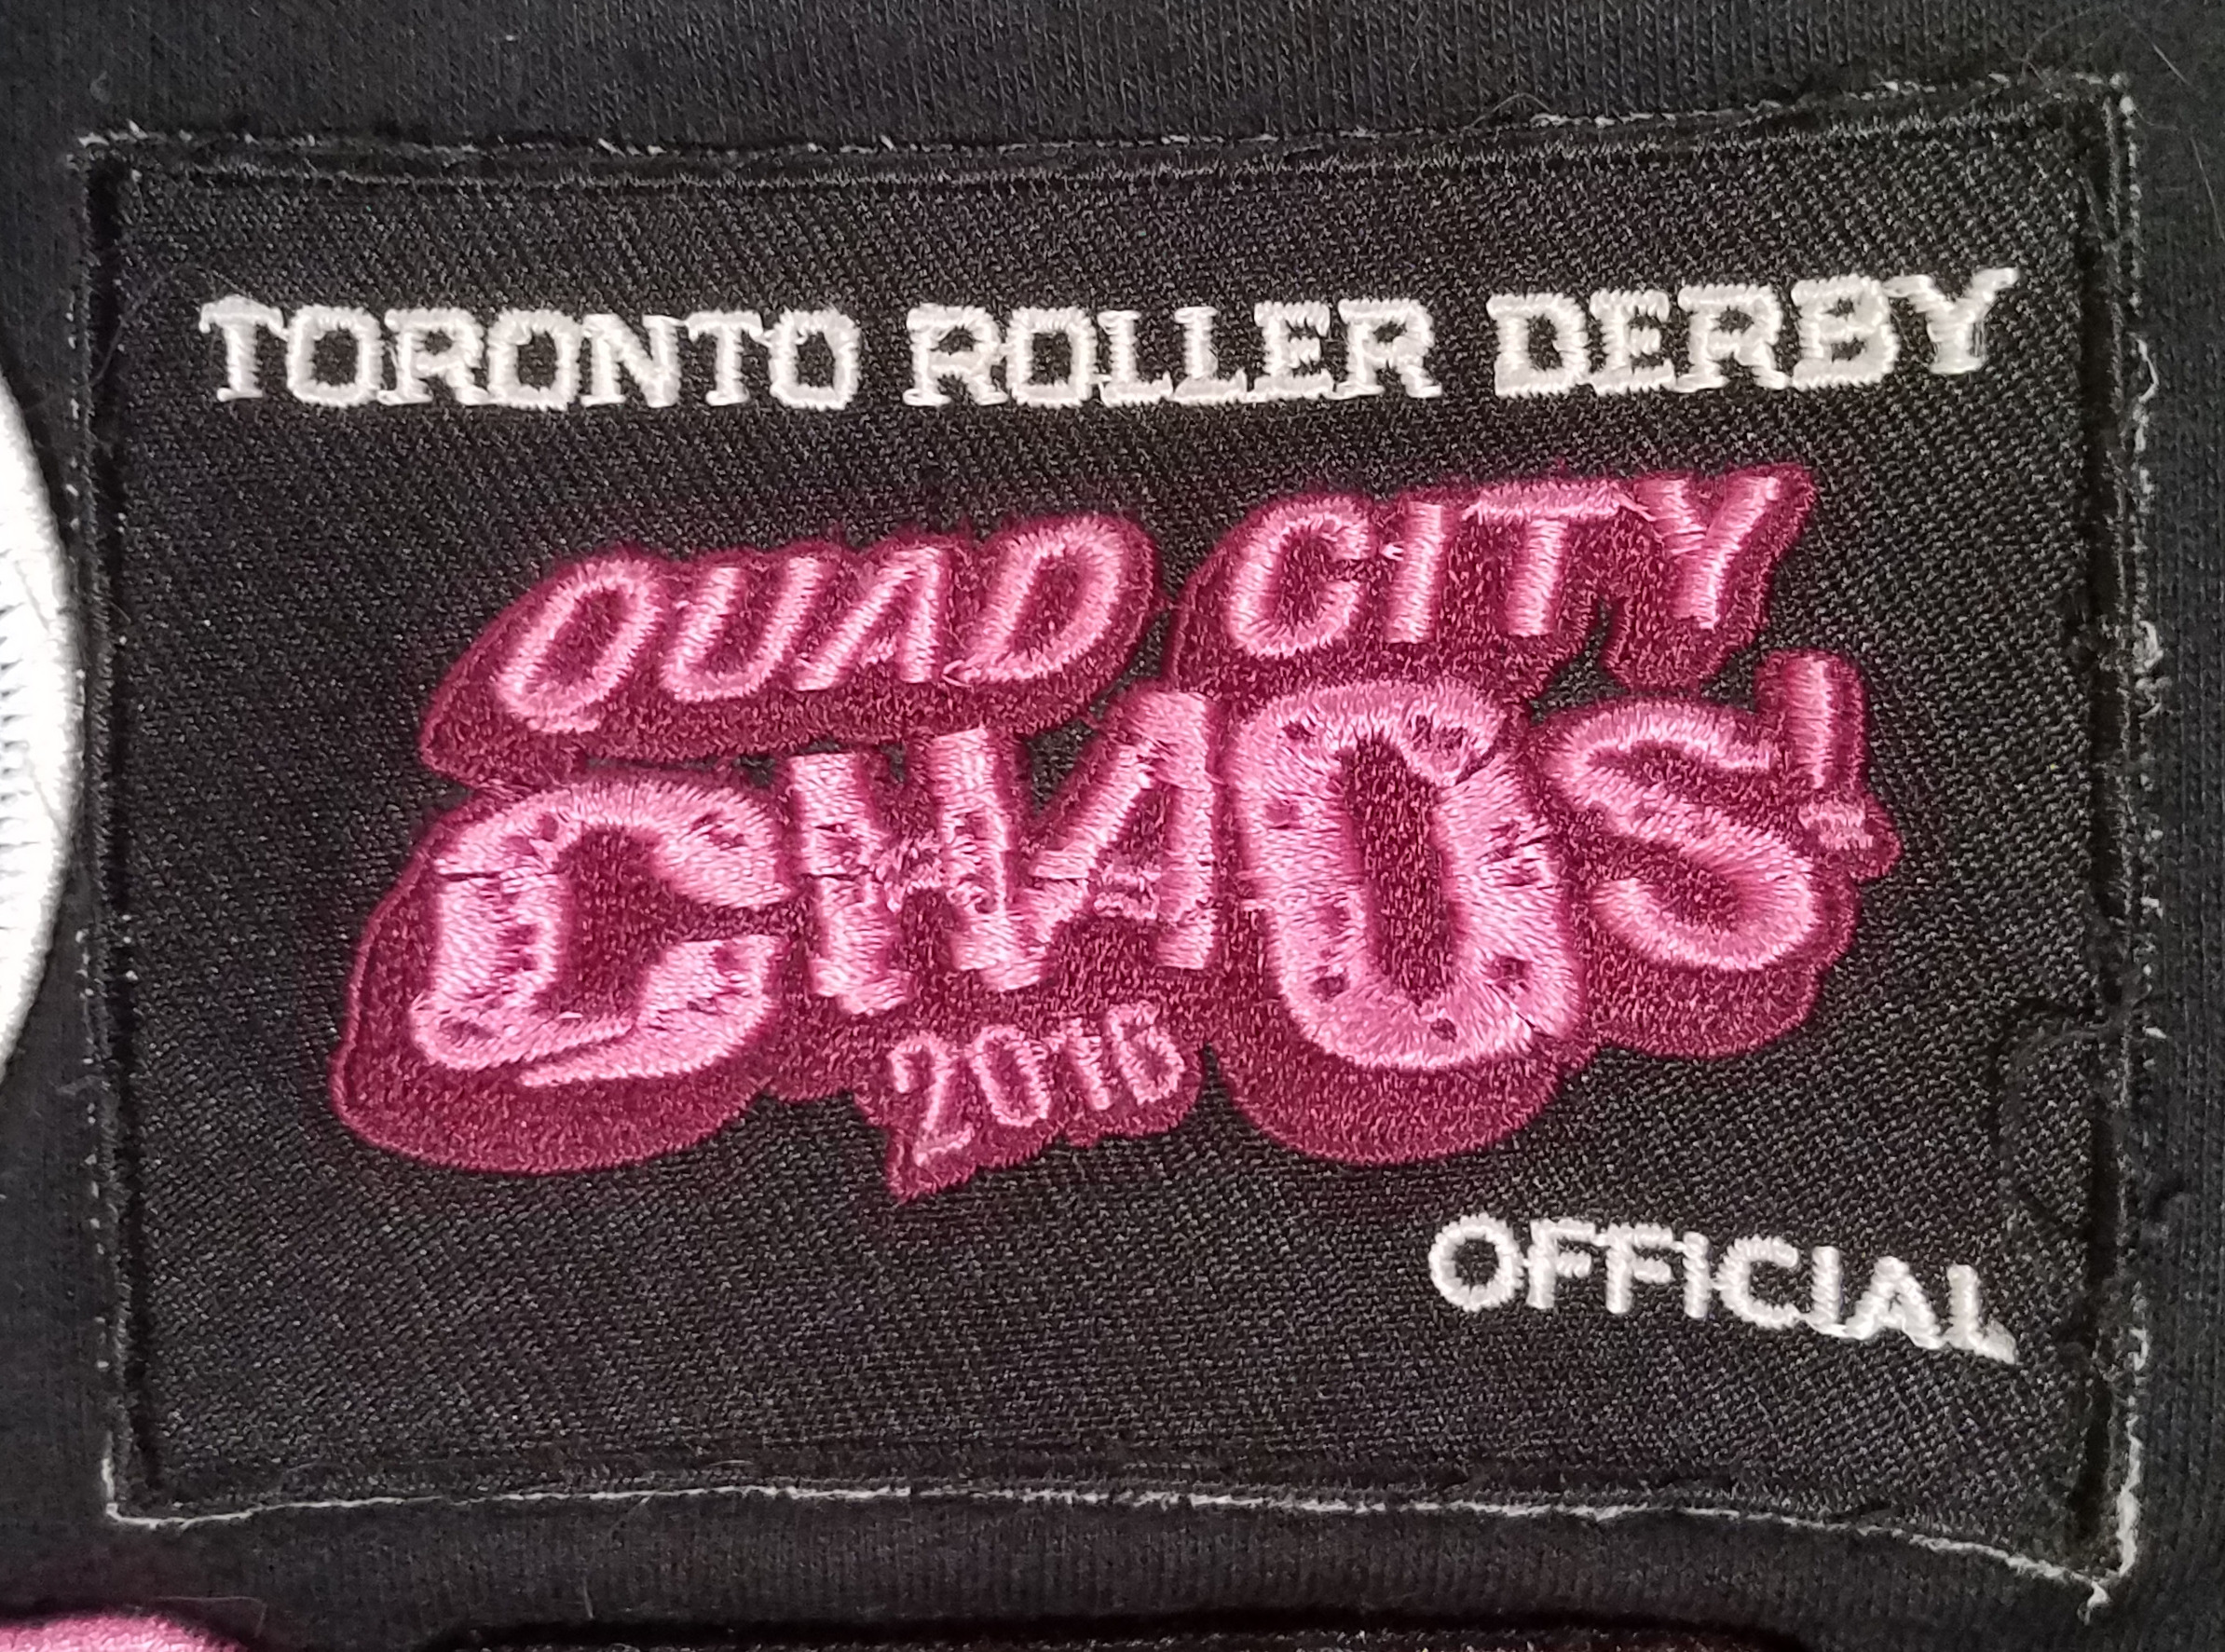 TORONTO ROLLER DERBY
QUAD CITY
CHAOS!
2016
OFFICIAL